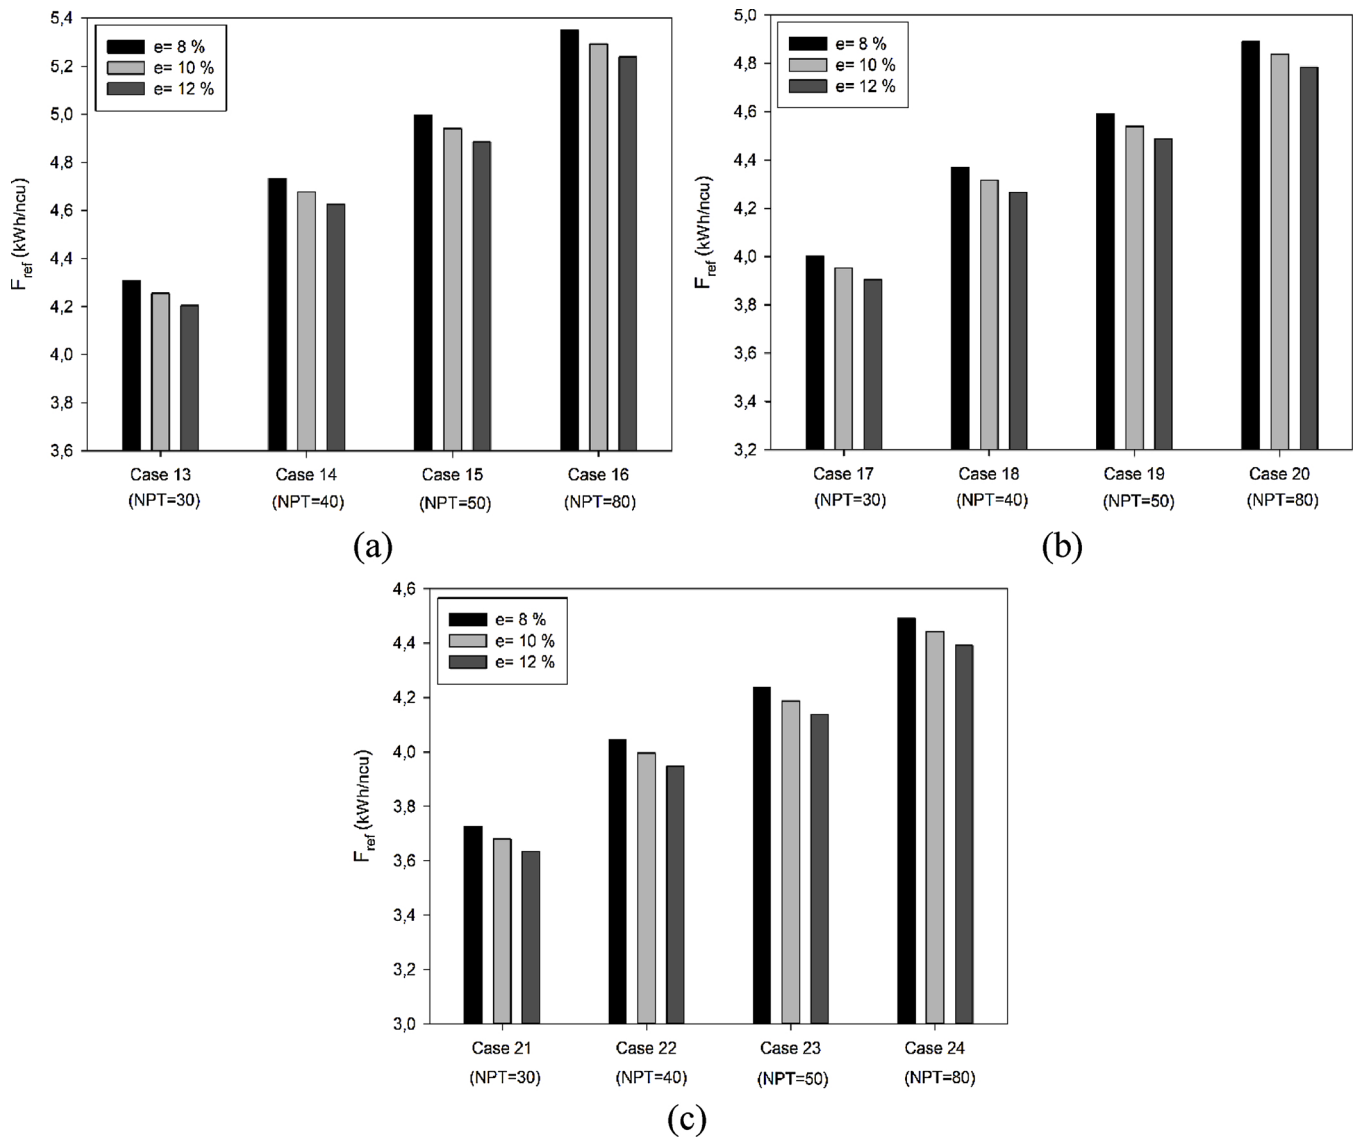 5,4
5,2
5,0
4,8
4,6
4,4
4,2
4,0
3,8
3,6
F_ref (kWh/ncu)
e= 8 %
e= 10 %
e= 12 %
Case 13 Case 14 Case 15 Case 16
(NPT=30) (NPT=40) (NPT=50) (NPT=80)
(a)
5,0
4,8
4,6
4,4
4,2
4,0
3,8
3,6
3,4
3,2
F_ref (kWh/ncu)
e= 8 %
e= 10 %
e= 12 %
Case 17 Case 18 Case 19 Case 20
(NPT=30) (NPT=40) (NPT=50) (NPT=80)
(b)
4,6
4,4
4,2
4,0
3,8
3,6
3,4
3,2
3,0
F_ref (kWh/ncu)
e= 8 %
e= 10 %
e= 12 %
Case 21 Case 22 Case 23 Case 24
(NPT=30) (NPT=40) (NPT=50) (NPT=80)
(c)